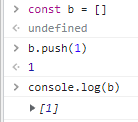 > const b = []
< undefined
> b.push(1)
< 1
> console.log(b)
▶ [1]